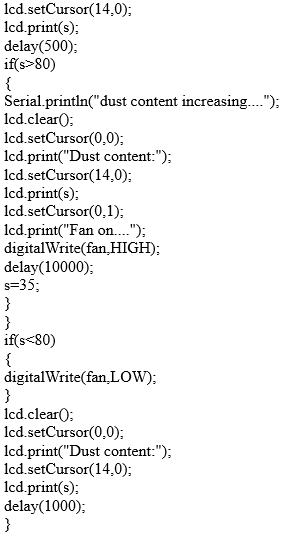 lcd.setCursor(14,0);
lcd.print(s);
delay(500);
if(s>80)
{
Serial.println("dust content increasing....");
lcd.clear();
lcd.setCursor(0,0);
lcd.print("Dust content:");
lcd.setCursor(14,0);
lcd.print(s);
lcd.setCursor(0,1);
lcd.print("Fan on....");
digitalWrite(fan,HIGH);
delay(10000);
s=35;
}
}
if(s<80)
{
digitalWrite(fan,LOW);
}
lcd.clear();
lcd.setCursor(0,0);
lcd.print("Dust content:");
lcd.setCursor(14,0);
lcd.print(s);
delay(1000);
}